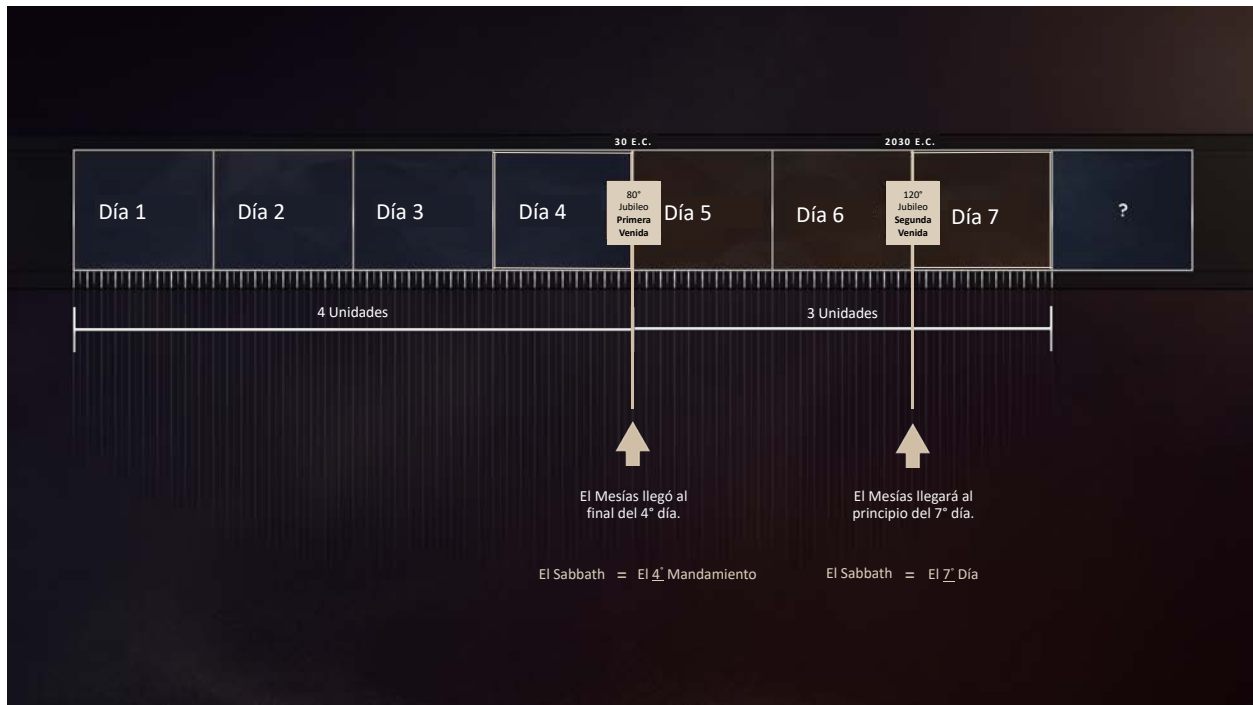 30 E.C.
2030 E.C.
Día 1
Día 2
Día 3
Día 4
80°
Jubileo
Primera
Venida
Día 5
Día 6
120°
Jubileo
Segunda
Venida
Día 7
?
4 Unidades
3 Unidades
El Mesías llegó al
final del 4° día.
El Mesías llegará al
principio del 7° día.
El Sabbath = El 4° Mandamiento
El Sabbath = El 7° Día